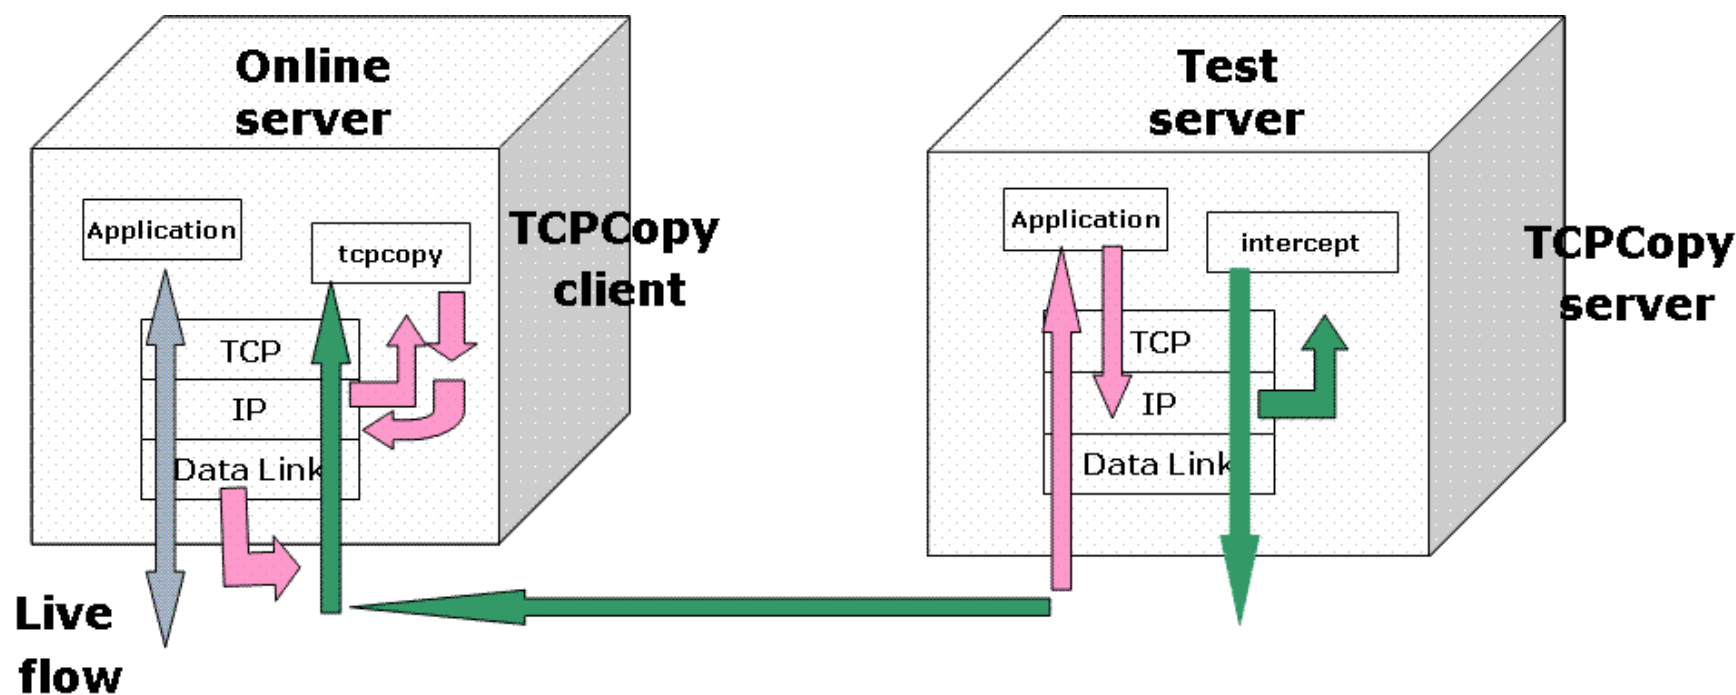 Online
server
Application
tcpcopy
TCPCopy
client
TCP
IP
Data Link
Live
flow
Test
server
Application
intercept
TCPCopy
server
TCP
IP
Data Link